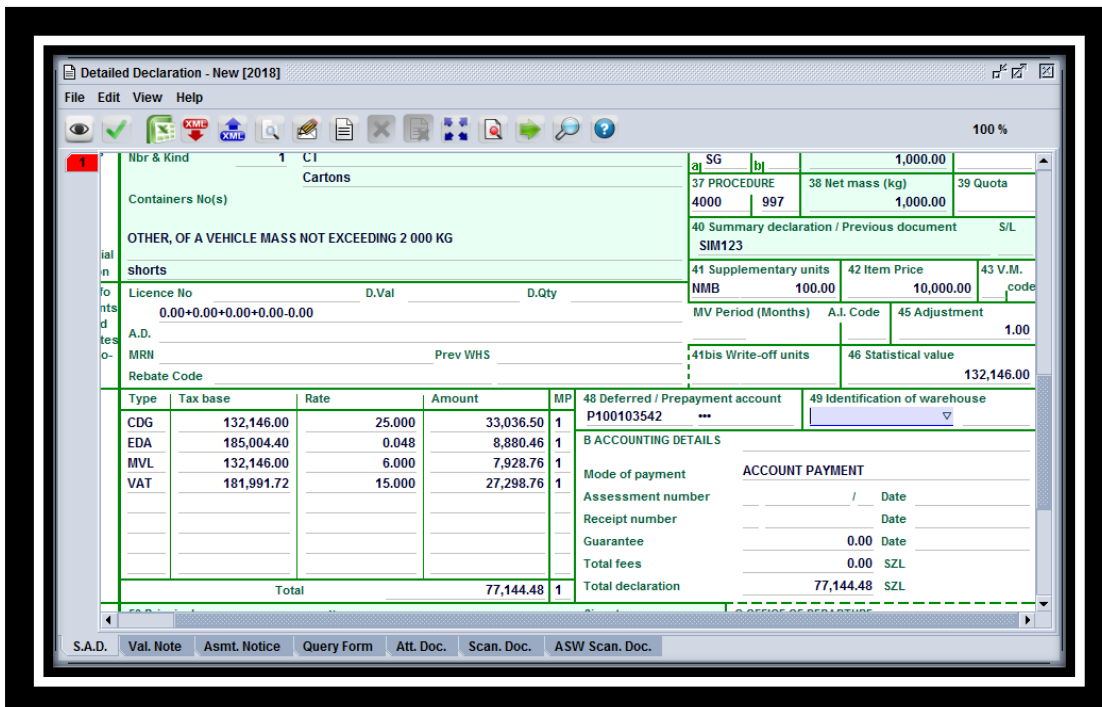 Detailed Declaration - New [2018]
File Edit View Help
XML XML
100 %
1
Nbr & Kind 1 CT
a) SG b) 1,000.00
Cartons
37 PROCEDURE 38 Net mass (kg) 39 Quota
Containers No(s)
4000 997 1,000.00
40 Summary declaration / Previous document S/L
OTHER, OF A VEHICLE MASS NOT EXCEEDING 2 000 KG
SIM123
ial
on shorts
41 Supplementary units 42 Item Price 43 V.M.
NMB 100.00 10,000.00 code
fo Licence No D.Val D.Qty
nts 0.00+0.00+0.00+0.00-0.00
MV Period (Months) A.I. Code 45 Adjustment
d
tes A.D. 1.00
o- MRN Prev WHS
41bis Write-off units 46 Statistical value
Rebate Code
132,146.00
Type Tax base Rate Amount MP
48 Deferred / Prepayment account 49 Identification of warehouse
P100103542 •••
CDG 132,146.00 25.000 33,036.50 1
EDA 185,004.40 0.048 8,880.46 1
MVL 132,146.00 6.000 7,928.76 1
VAT 181,991.72 15.000 27,298.76 1
B ACCOUNTING DETAILS
Mode of payment ACCOUNT PAYMENT
Assessment number / Date
Receipt number Date
Guarantee 0.00 Date
Total fees 0.00 SZL
Total 77,144.48 1
Total declaration 77,144.48 SZL
S.A.D. Val. Note Asmt. Notice Query Form Att. Doc. Scan. Doc. ASW Scan. Doc.